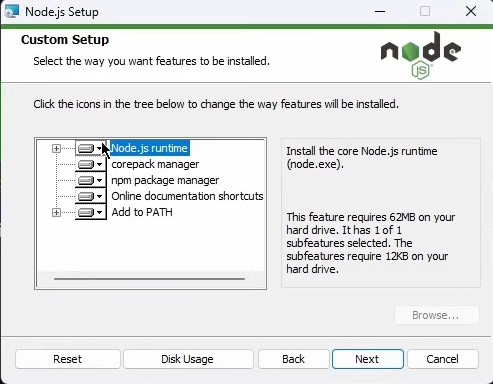 Node.js Setup
Custom Setup
Select the way you want features to be installed.
node
JS
Click the icons in the tree below to change the way features will be installed.
Node.js runtime
corepack manager
npm package manager
Online documentation shortcuts
Add to PATH
Install the core Node.js runtime
(node.exe).
This feature requires 62MB on your
hard drive. It has 1 of 1
subfeatures selected. The
subfeatures require 12KB on your
hard drive.
Browse...
Reset
Disk Usage
Back
Next
Cancel